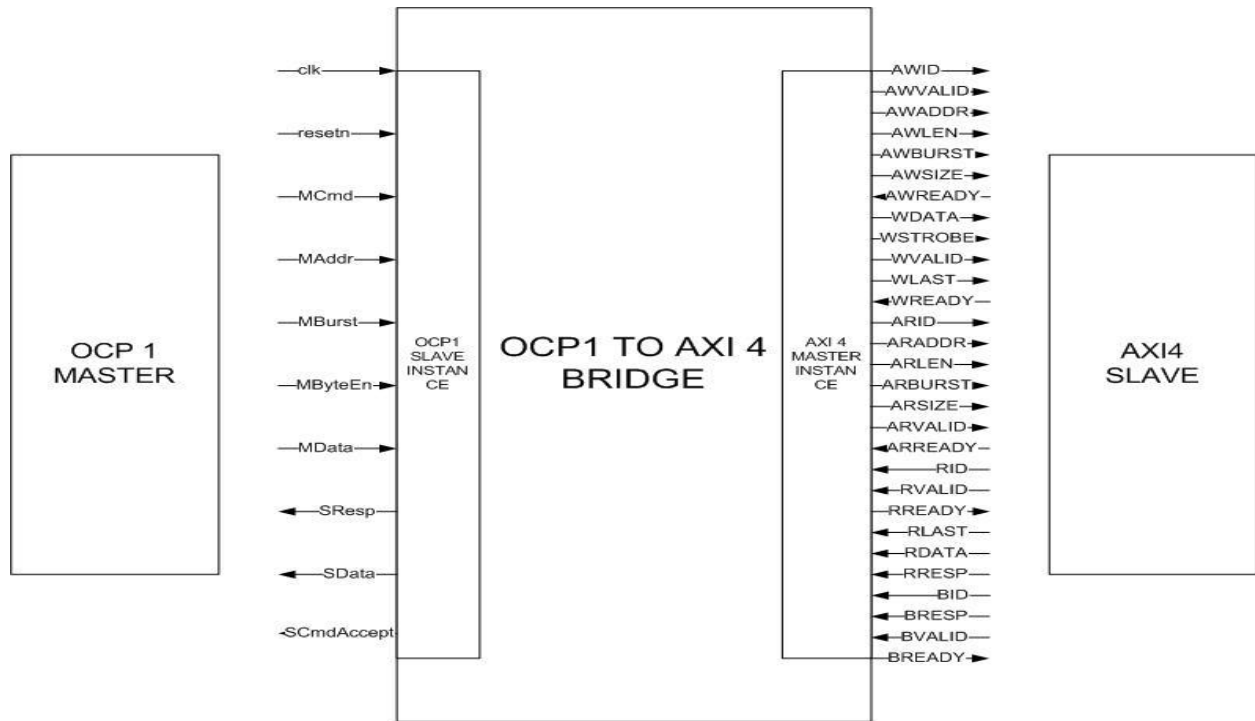 OCP 1
MASTER
clk
resetn
MCmd
MAddr
MBurst
MByteEn
MData
SResp
SData
SCmdAccept
OCP1
SLAVE
INSTAN
CE
OCP1 TO AXI 4
BRIDGE
AXI 4
MASTER
INSTAN
CE
AWID
AWVALID
AWADDR
AWLEN
AWBURST
AWSIZE
AWREADY
WDATA
WSTROBE
WVALID
WLAST
WREADY
ARID
ARADDR
ARLEN
ARBURST
ARSIZE
ARVALID
ARREADY
RID
RVALID
RREADY
RLAST
RDATA
RRESP
BID
BRESP
BVALID
BREADY
AXI4
SLAVE